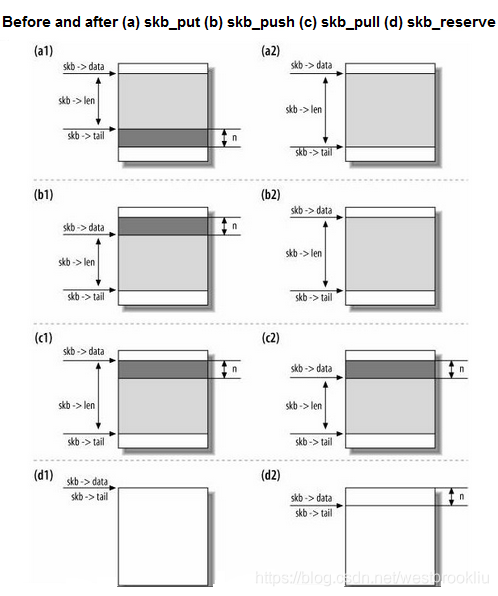 Before and after (a) skb_put (b) skb_push (c) skb_pull (d) skb_reserve
(a1)
skb -> data
skb -> len
skb -> tail
n
(a2)
skb -> data
skb -> len
skb -> tail
(b1)
skb -> data
skb ->len
skb -> tail
n
(b2)
skb -> data
skb ->len
skb -> tail
(c1)
skb -> data
skb -> len
skb -> tail
n
(c2)
skb -> data
skb ->len
skb -> tail
n
(d1)
skb -> data
skb -> tail
(d2)
skb -> data
skb -> tail
n
https://blog.csdn.net/westbrookliu